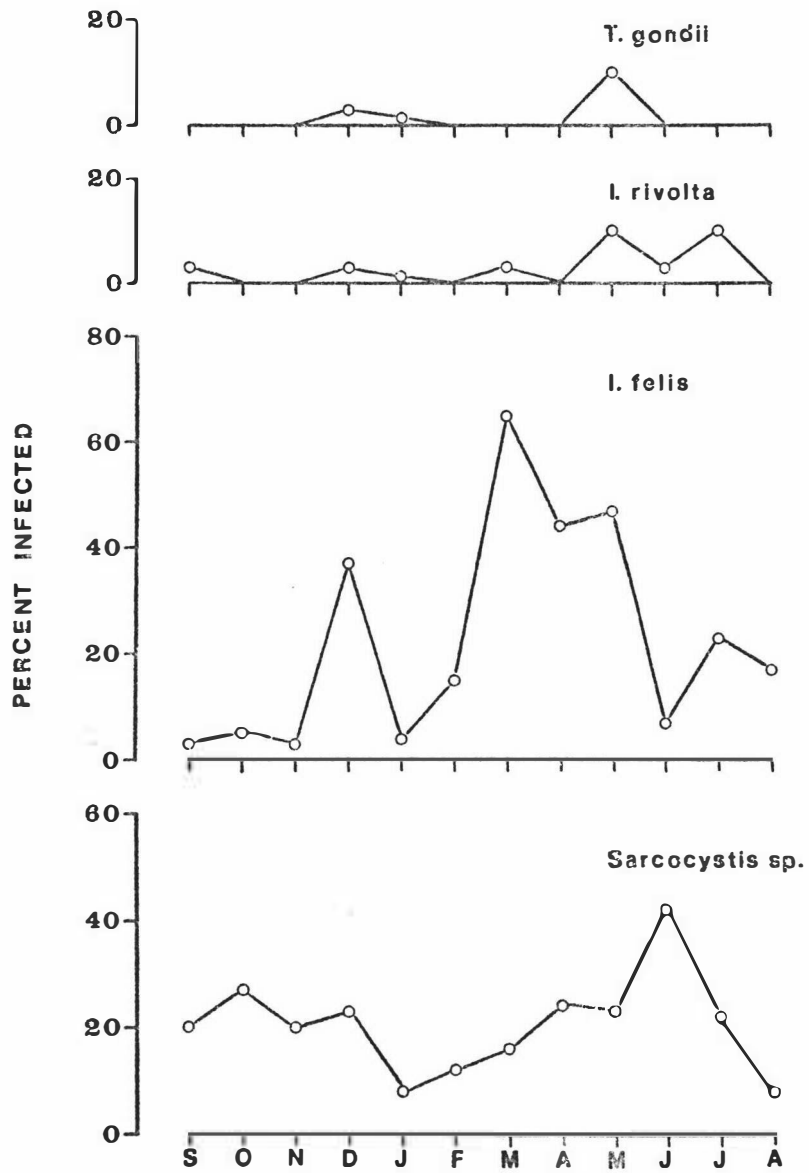 20
T. gondii
0
20
I. rivolta
0
80
I. felis
60
40
20
0
PERCENT INFECTED
60
Sarcocystis sp.
40
20
0
S O N D J F M A M J J A